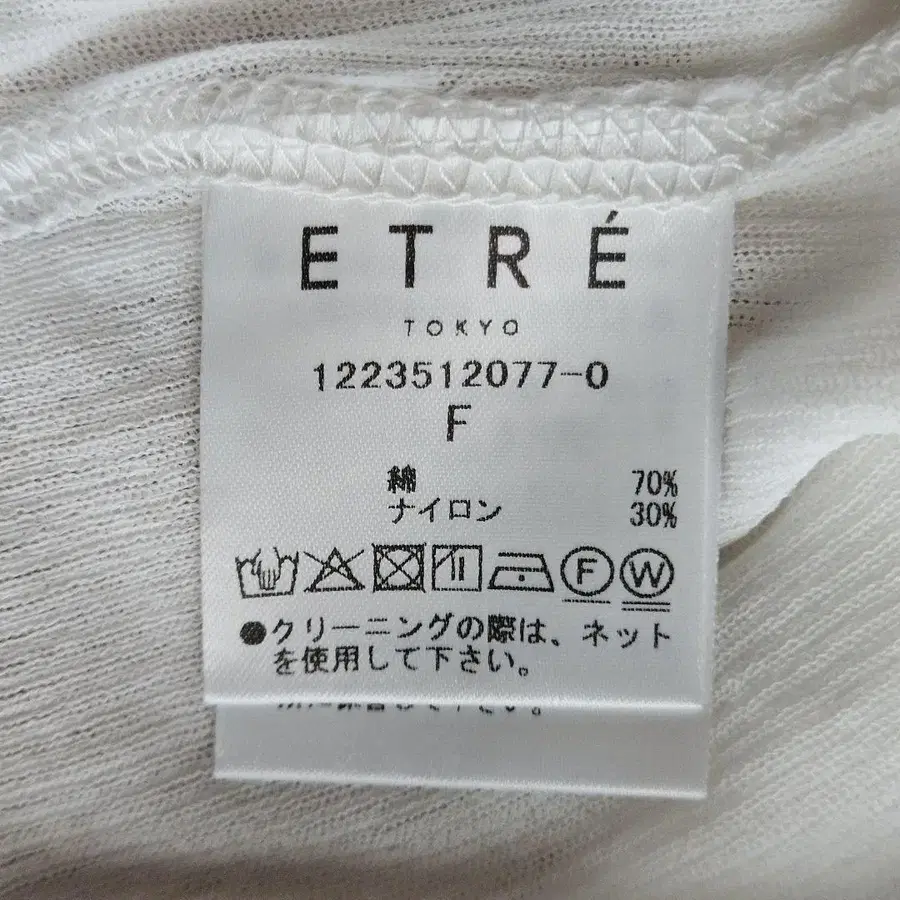 ETRÉ
TOKYO
1223512077-0
F
綿 70%
ナイロン 30%
F W
●クリーニングの際は、ネット
を使用して下さい。